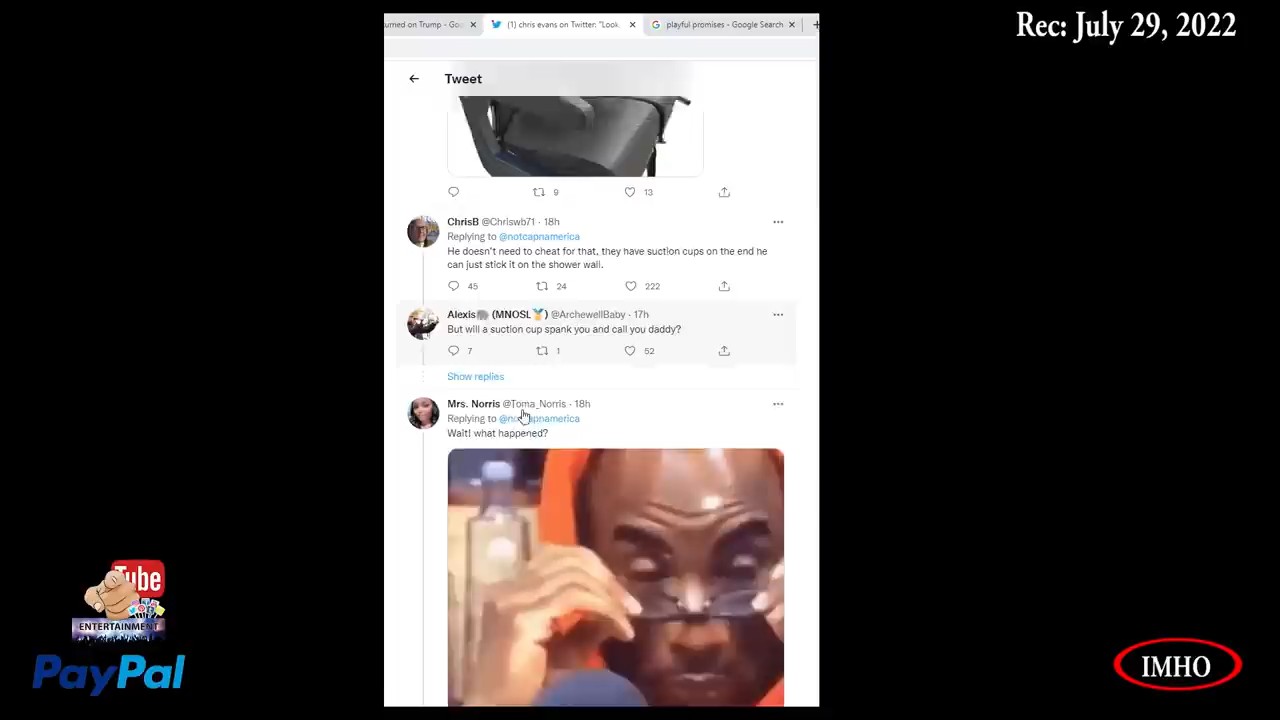 Rec: July 29, 2022
urned on Trump - Goo
(1) chris evans on Twitter: "Look.
playful promises - Google Search
Tweet
9
13
ChrisB @Chriswb71 · 18h
Replying to @notcapnamerica
He doesn't need to cheat for that, they have suction cups on the end he
can just stick it on the shower wall.
45
24
222
Alexis (MNOSL) @ArchewellBaby · 17h
But will a suction cup spank you and call you daddy?
7
1
52
Show replies
Mrs. Norris @Toma_Norris · 18h
Replying to @notcapnamerica
Wait! what happened?
Tube
ENTERTAINMENT
PayPal
IMHO